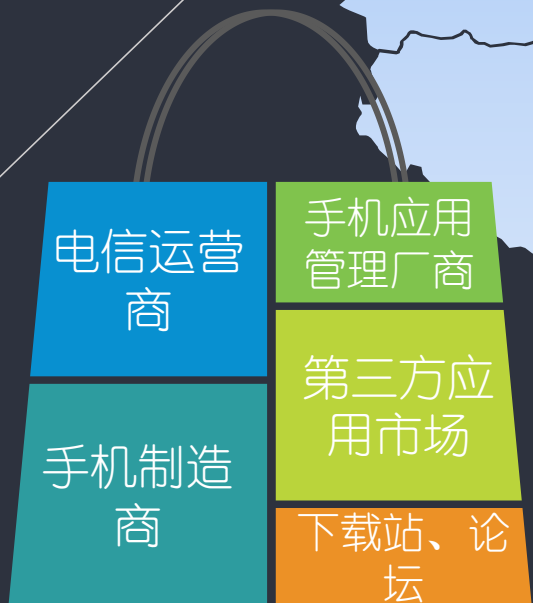 电信运营
商
手机制造
商
手机应用
管理厂商
第三方应
用市场
下载站、论
坛